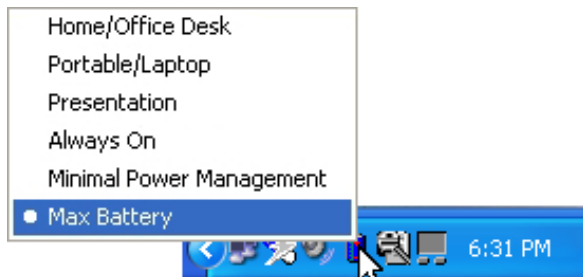 Home/Office Desk
Portable/Laptop
Presentation
Always On
Minimal Power Management
Max Battery
6:31 PM